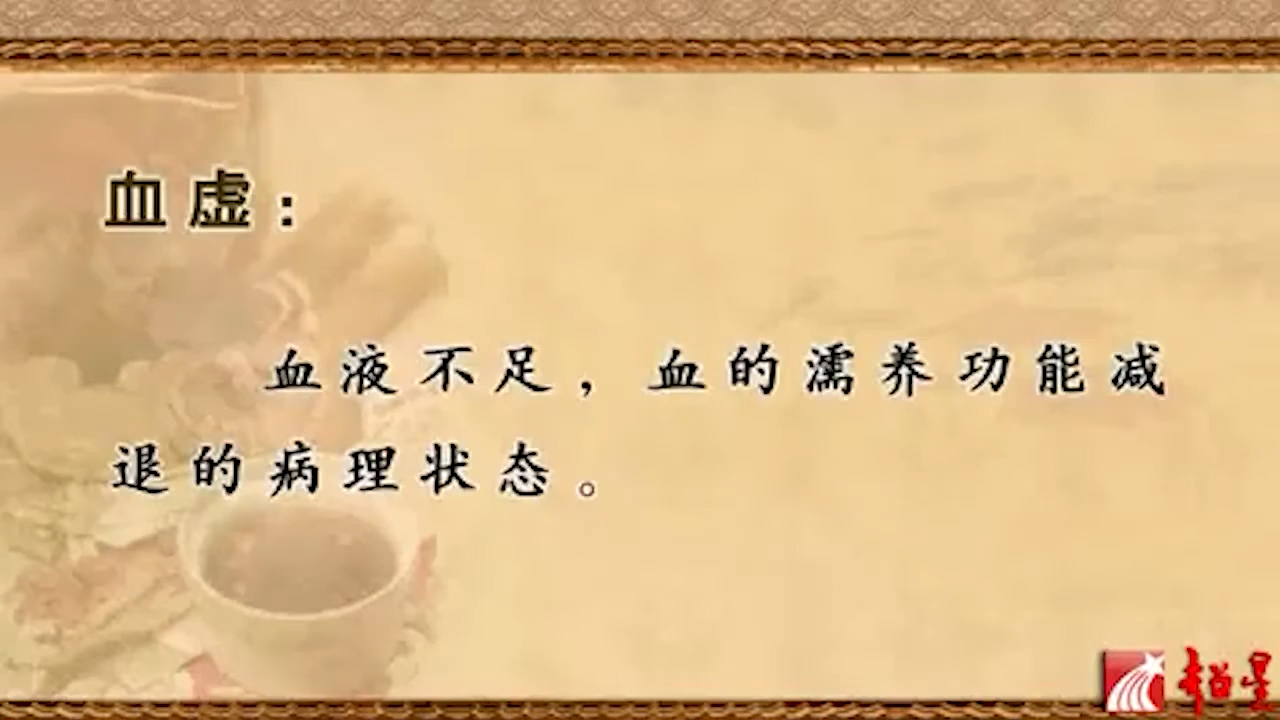 血虚：
血液不足，血的濡养功能减
退的病理状态。
超星